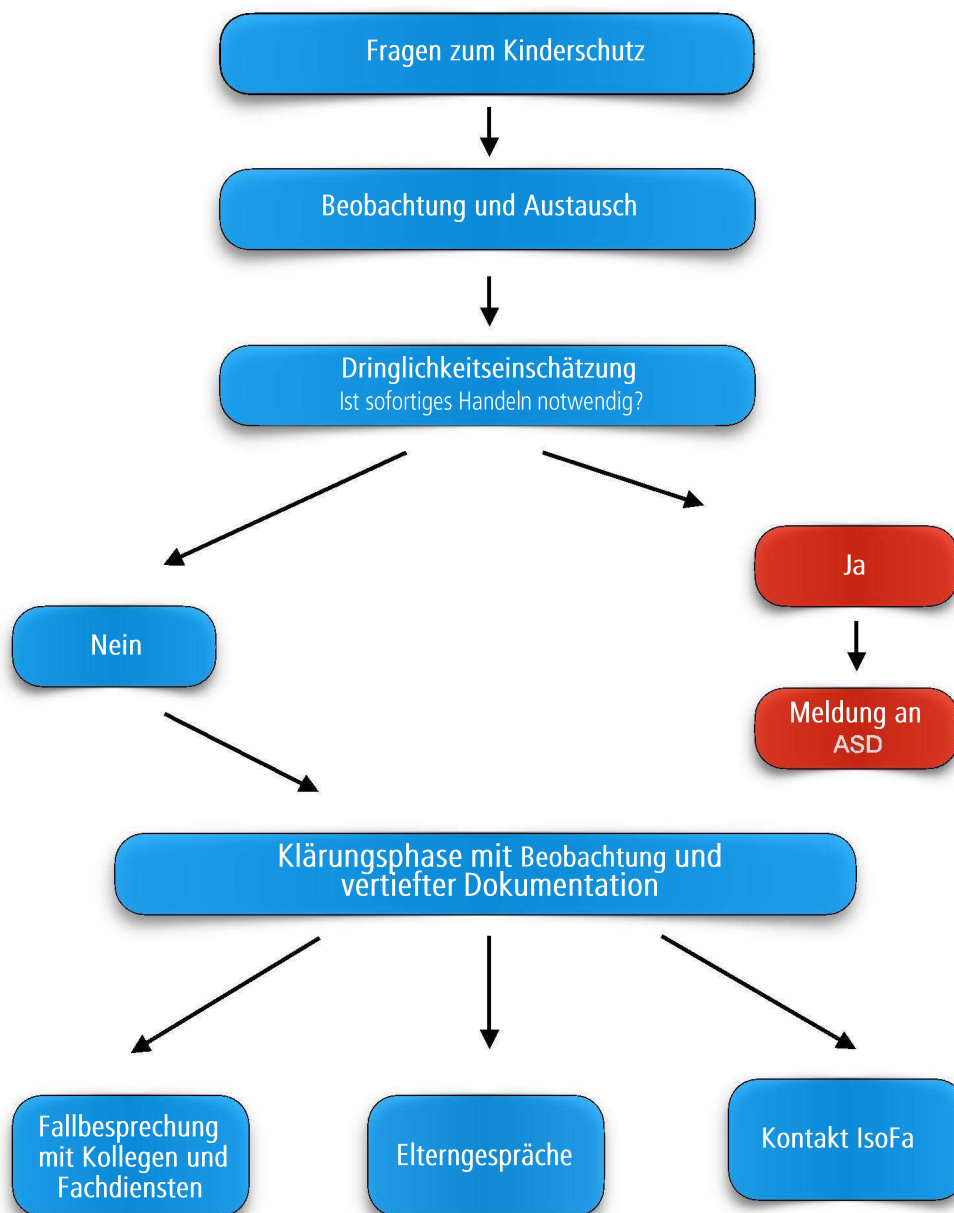 Fragen zum Kinderschutz
Beobachtung und Austausch
Dringlichkeitseinschätzung
Ist sofortiges Handeln notwendig?
Ja
Nein
Meldung an
ASD
Klärungsphase mit Beobachtung und
vertiefter Dokumentation
Fallbesprechung
mit Kollegen und
Fachdiensten
Elterngespräche
Kontakt IsoFa